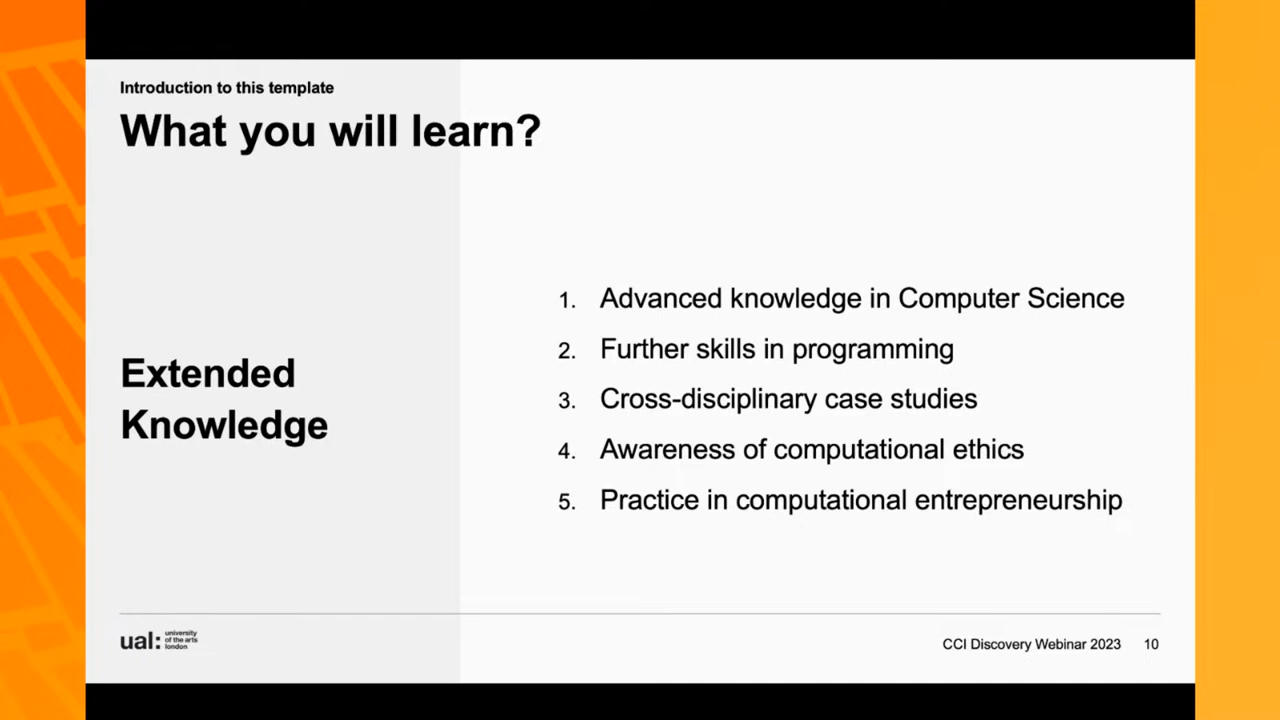 Introduction to this template
What you will learn?
Extended
Knowledge
1. Advanced knowledge in Computer Science
2. Further skills in programming
3. Cross-disciplinary case studies
4. Awareness of computational ethics
5. Practice in computational entrepreneurship
ual: university
of the arts
london
CCI Discovery Webinar 2023 10